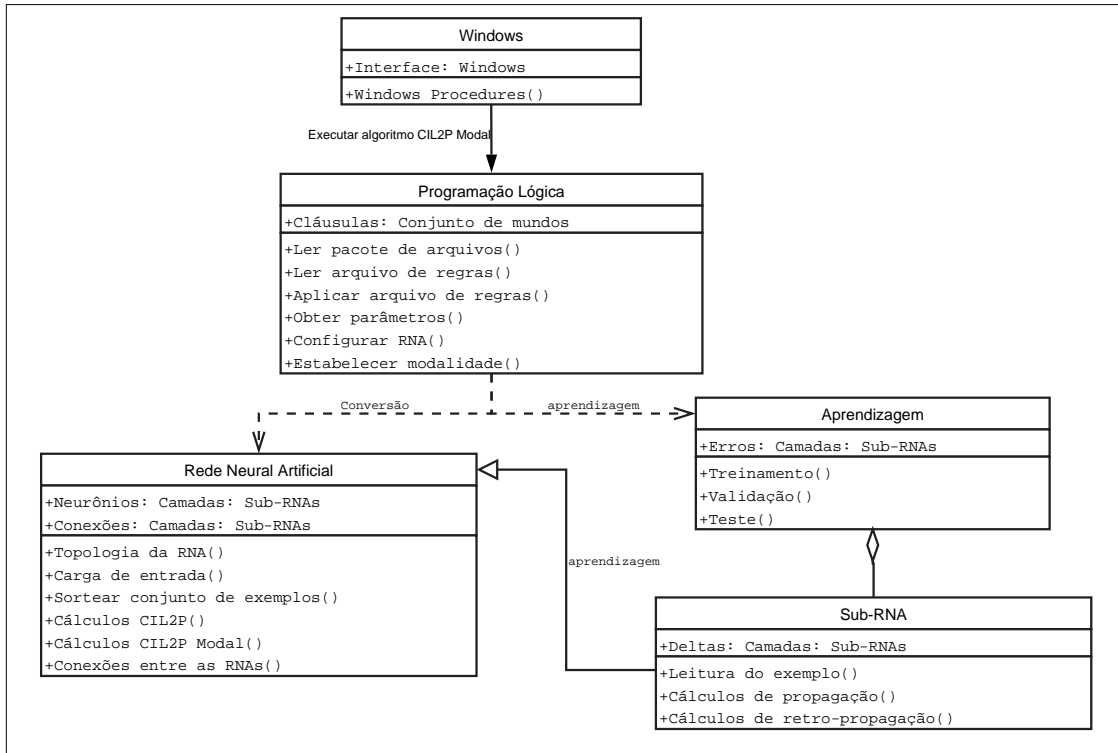 Windows
+Interface: Windows
+Windows Procedures()
Executar algoritmo CIL2P Modal
Programação Lógica
+Cláusulas: Conjunto de mundos
+Ler pacote de arquivos()
+Ler arquivo de regras()
+Aplicar arquivo de regras()
+Obter parâmetros()
+Configurar RNA()
+Estabelecer modalidade()
Conversão
aprendizagem
Aprendizagem
+Erros: Camadas: Sub-RNAs
+Treinamento()
+Validação()
+Teste()
Rede Neural Artificial
+Neurônios: Camadas: Sub-RNAs
+Conexões: Camadas: Sub-RNAs
+Topologia da RNA()
+Carga de entrada()
+Sortear conjunto de exemplos()
+Cálculos CIL2P()
+Cálculos CIL2P Modal()
+Conexões entre as RNAs()
aprendizagem
Sub-RNA
+Deltas: Camadas: Sub-RNAs
+Leitura do exemplo()
+Cálculos de propagação()
+Cálculos de retro-propagação()